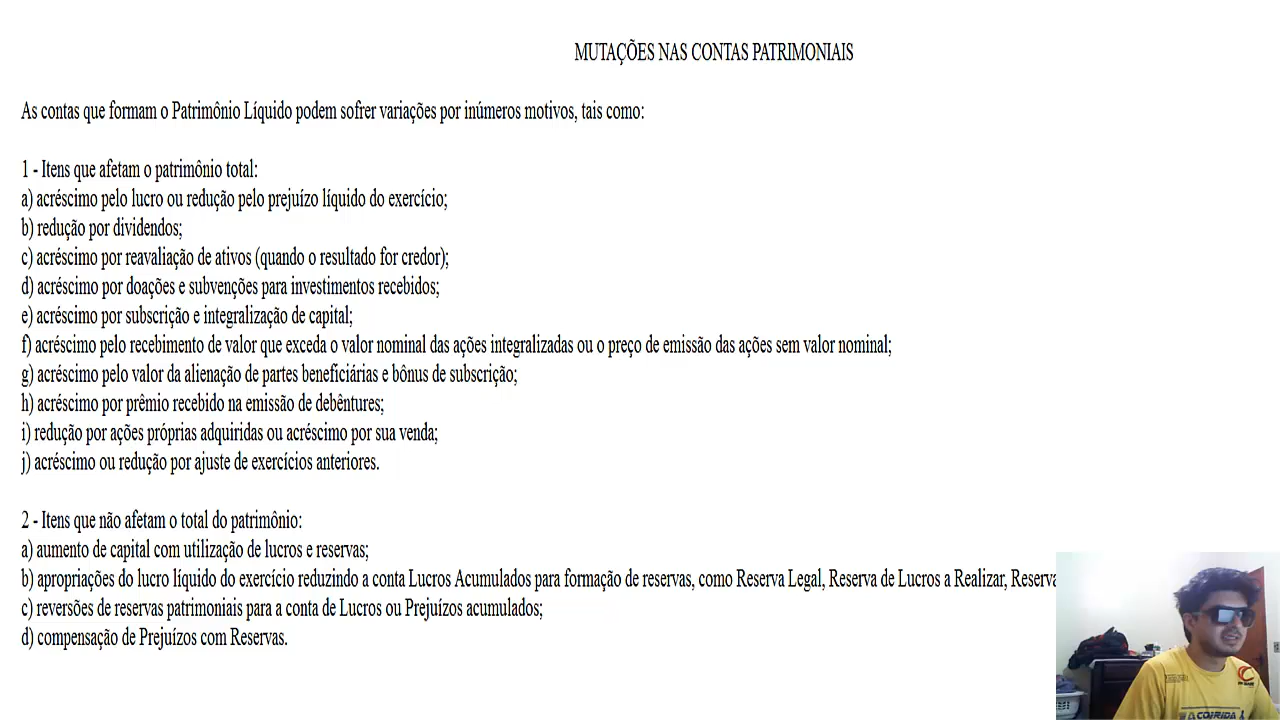 MUTAÇÕES NAS CONTAS PATRIMONIAIS
As contas que formam o Patrimônio Líquido podem sofrer variações por inúmeros motivos, tais como:
1 - Itens que afetam o patrimônio total:
a) acréscimo pelo lucro ou redução pelo prejuízo líquido do exercício;
b) redução por dividendos;
c) acréscimo por reavaliação de ativos (quando o resultado for credor);
d) acréscimo por doações e subvenções para investimentos recebidos;
e) acréscimo por subscrição e integralização de capital;
f) acréscimo pelo recebimento de valor que exceda o valor nominal das ações integralizadas ou o preço de emissão das ações sem valor nominal;
g) acréscimo pelo valor da alienação de partes beneficiárias e bônus de subscrição;
h) acréscimo por prêmio recebido na emissão de debêntures;
i) redução por ações próprias adquiridas ou acréscimo por sua venda;
j) acréscimo ou redução por ajuste de exercícios anteriores.
2 - Itens que não afetam o total do patrimônio:
a) aumento de capital com utilização de lucros e reservas;
b) apropriações do lucro líquido do exercício reduzindo a conta Lucros Acumulados para formação de reservas, como Reserva Legal, Reserva de Lucros a Realizar, Reserva
c) reversões de reservas patrimoniais para a conta de Lucros ou Prejuízos acumulados;
d) compensação de Prejuízos com Reservas.